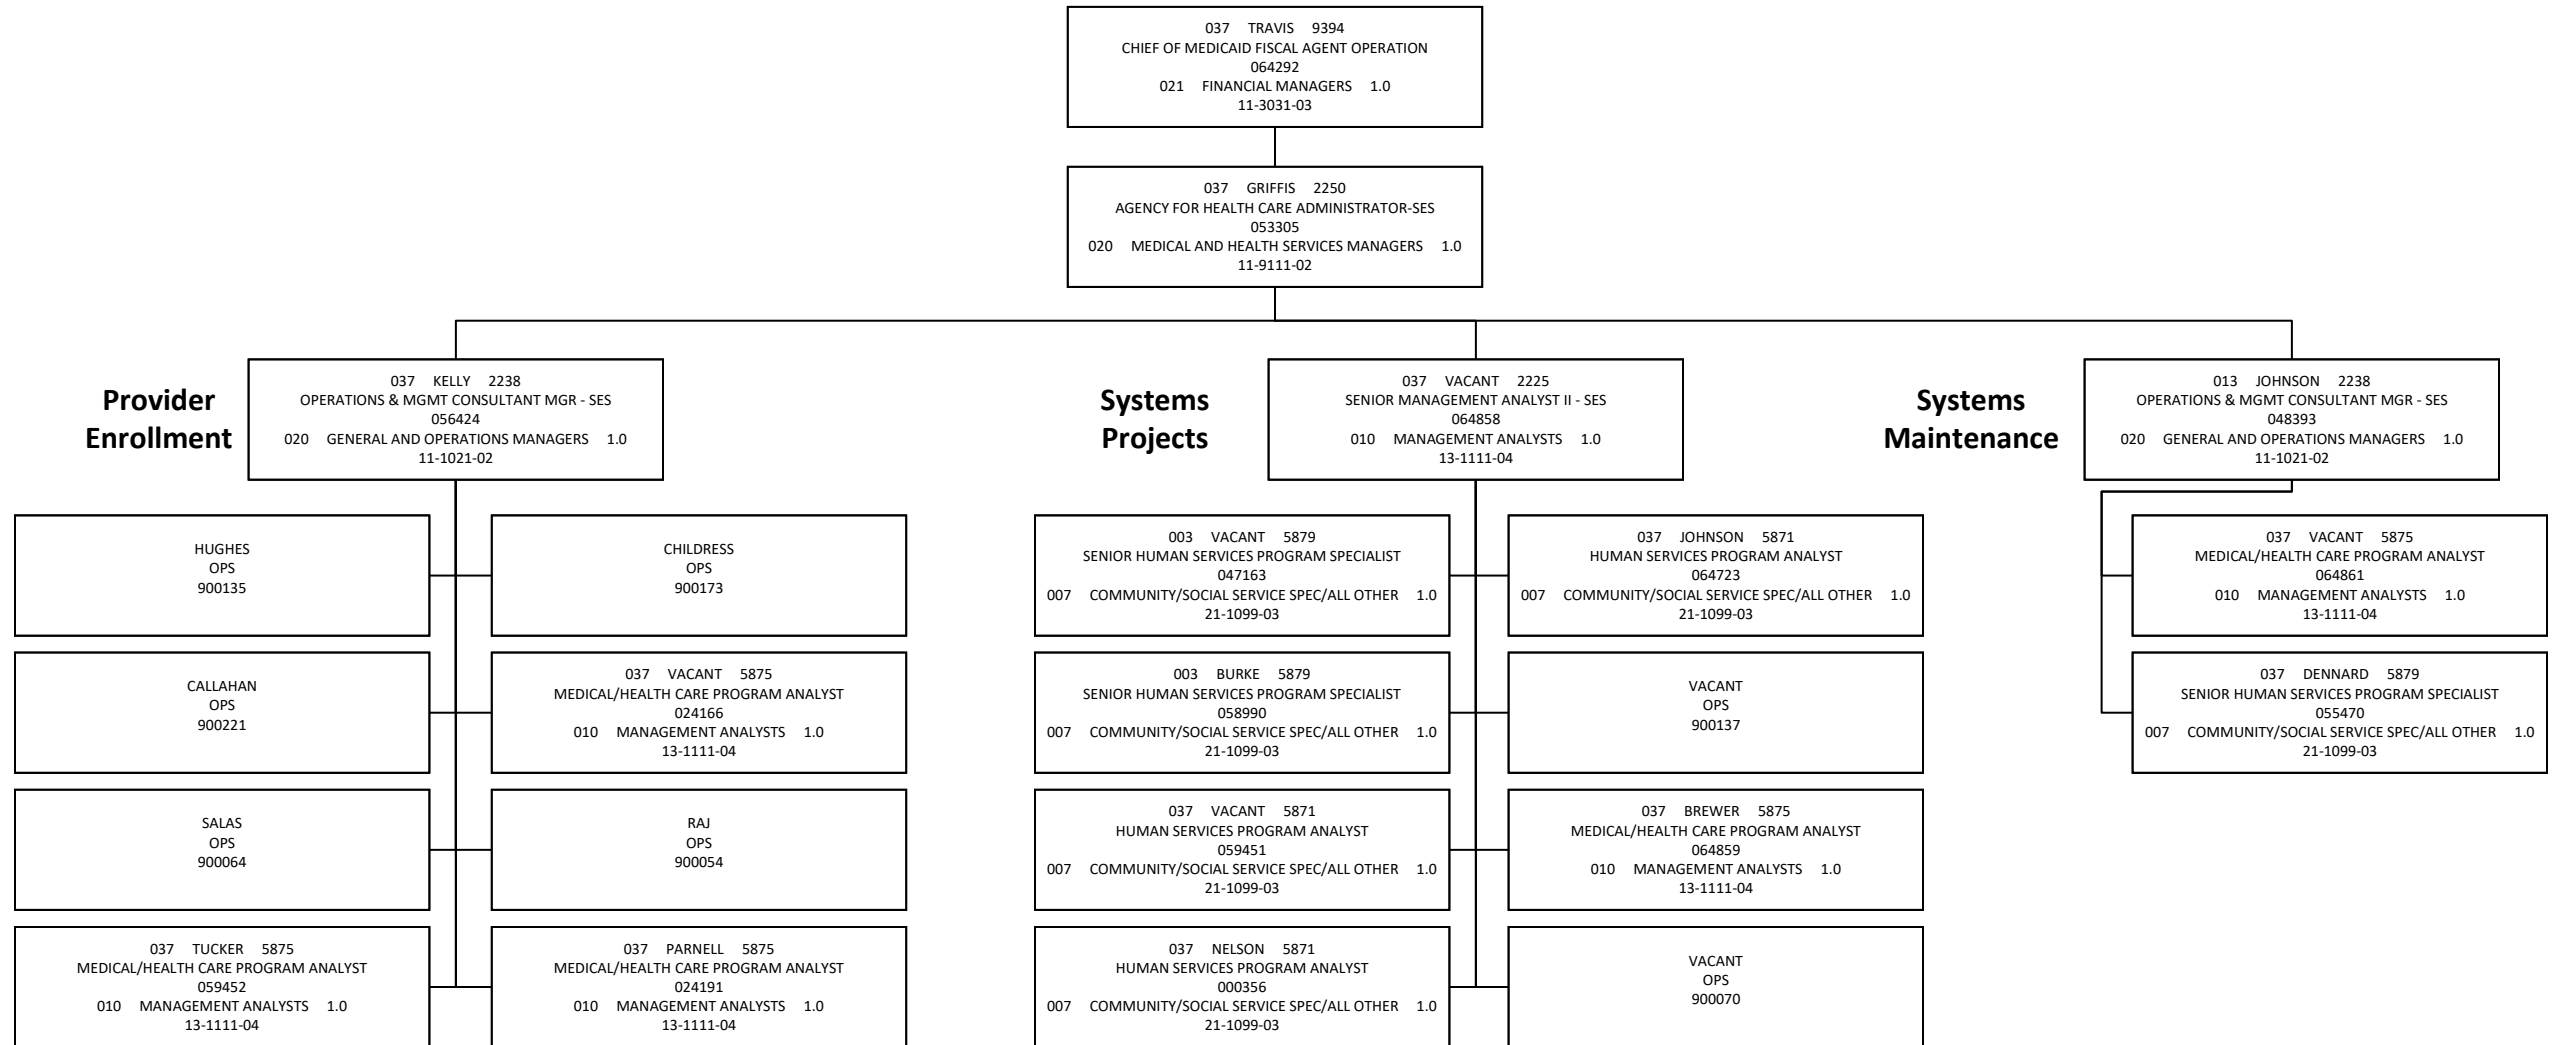 037 TRAVIS 9394
CHIEF OF MEDICAID FISCAL AGENT OPERATION
064292
021 FINANCIAL MANAGERS 1.0
11-3031-03
037 GRIFFIS 2250
AGENCY FOR HEALTH CARE ADMINISTRATOR-SES
053305
020 MEDICAL AND HEALTH SERVICES MANAGERS 1.0
11-9111-02
Provider
Enrollment
037 KELLY 2238
OPERATIONS & MGMT CONSULTANT MGR - SES
056424
020 GENERAL AND OPERATIONS MANAGERS 1.0
11-1021-02
HUGHES
OPS
900135
CHILDRESS
OPS
900173
CALLAHAN
OPS
900221
037 VACANT 5875
MEDICAL/HEALTH CARE PROGRAM ANALYST
024166
010 MANAGEMENT ANALYSTS 1.0
13-1111-04
SALAS
OPS
900064
RAJ
OPS
900054
037 TUCKER 5875
MEDICAL/HEALTH CARE PROGRAM ANALYST
059452
010 MANAGEMENT ANALYSTS 1.0
13-1111-04
037 PARNELL 5875
MEDICAL/HEALTH CARE PROGRAM ANALYST
024191
010 MANAGEMENT ANALYSTS 1.0
13-1111-04
Systems
Projects
037 VACANT 2225
SENIOR MANAGEMENT ANALYST II - SES
064858
010 MANAGEMENT ANALYSTS 1.0
13-1111-04
003 VACANT 5879
SENIOR HUMAN SERVICES PROGRAM SPECIALIST
047163
007 COMMUNITY/SOCIAL SERVICE SPEC/ALL OTHER 1.0
21-1099-03
037 JOHNSON 5871
HUMAN SERVICES PROGRAM ANALYST
064723
007 COMMUNITY/SOCIAL SERVICE SPEC/ALL OTHER 1.0
21-1099-03
003 BURKE 5879
SENIOR HUMAN SERVICES PROGRAM SPECIALIST
058990
007 COMMUNITY/SOCIAL SERVICE SPEC/ALL OTHER 1.0
21-1099-03
VACANT
OPS
900137
037 VACANT 5871
HUMAN SERVICES PROGRAM ANALYST
059451
007 COMMUNITY/SOCIAL SERVICE SPEC/ALL OTHER 1.0
21-1099-03
037 BREWER 5875
MEDICAL/HEALTH CARE PROGRAM ANALYST
064859
010 MANAGEMENT ANALYSTS 1.0
13-1111-04
037 NELSON 5871
HUMAN SERVICES PROGRAM ANALYST
000356
007 COMMUNITY/SOCIAL SERVICE SPEC/ALL OTHER 1.0
21-1099-03
VACANT
OPS
900070
Systems
Maintenance
013 JOHNSON 2238
OPERATIONS & MGMT CONSULTANT MGR - SES
048393
020 GENERAL AND OPERATIONS MANAGERS 1.0
11-1021-02
037 VACANT 5875
MEDICAL/HEALTH CARE PROGRAM ANALYST
064861
010 MANAGEMENT ANALYSTS 1.0
13-1111-04
037 DENNARD 5879
SENIOR HUMAN SERVICES PROGRAM SPECIALIST
055470
007 COMMUNITY/SOCIAL SERVICE SPEC/ALL OTHER 1.0
21-1099-03